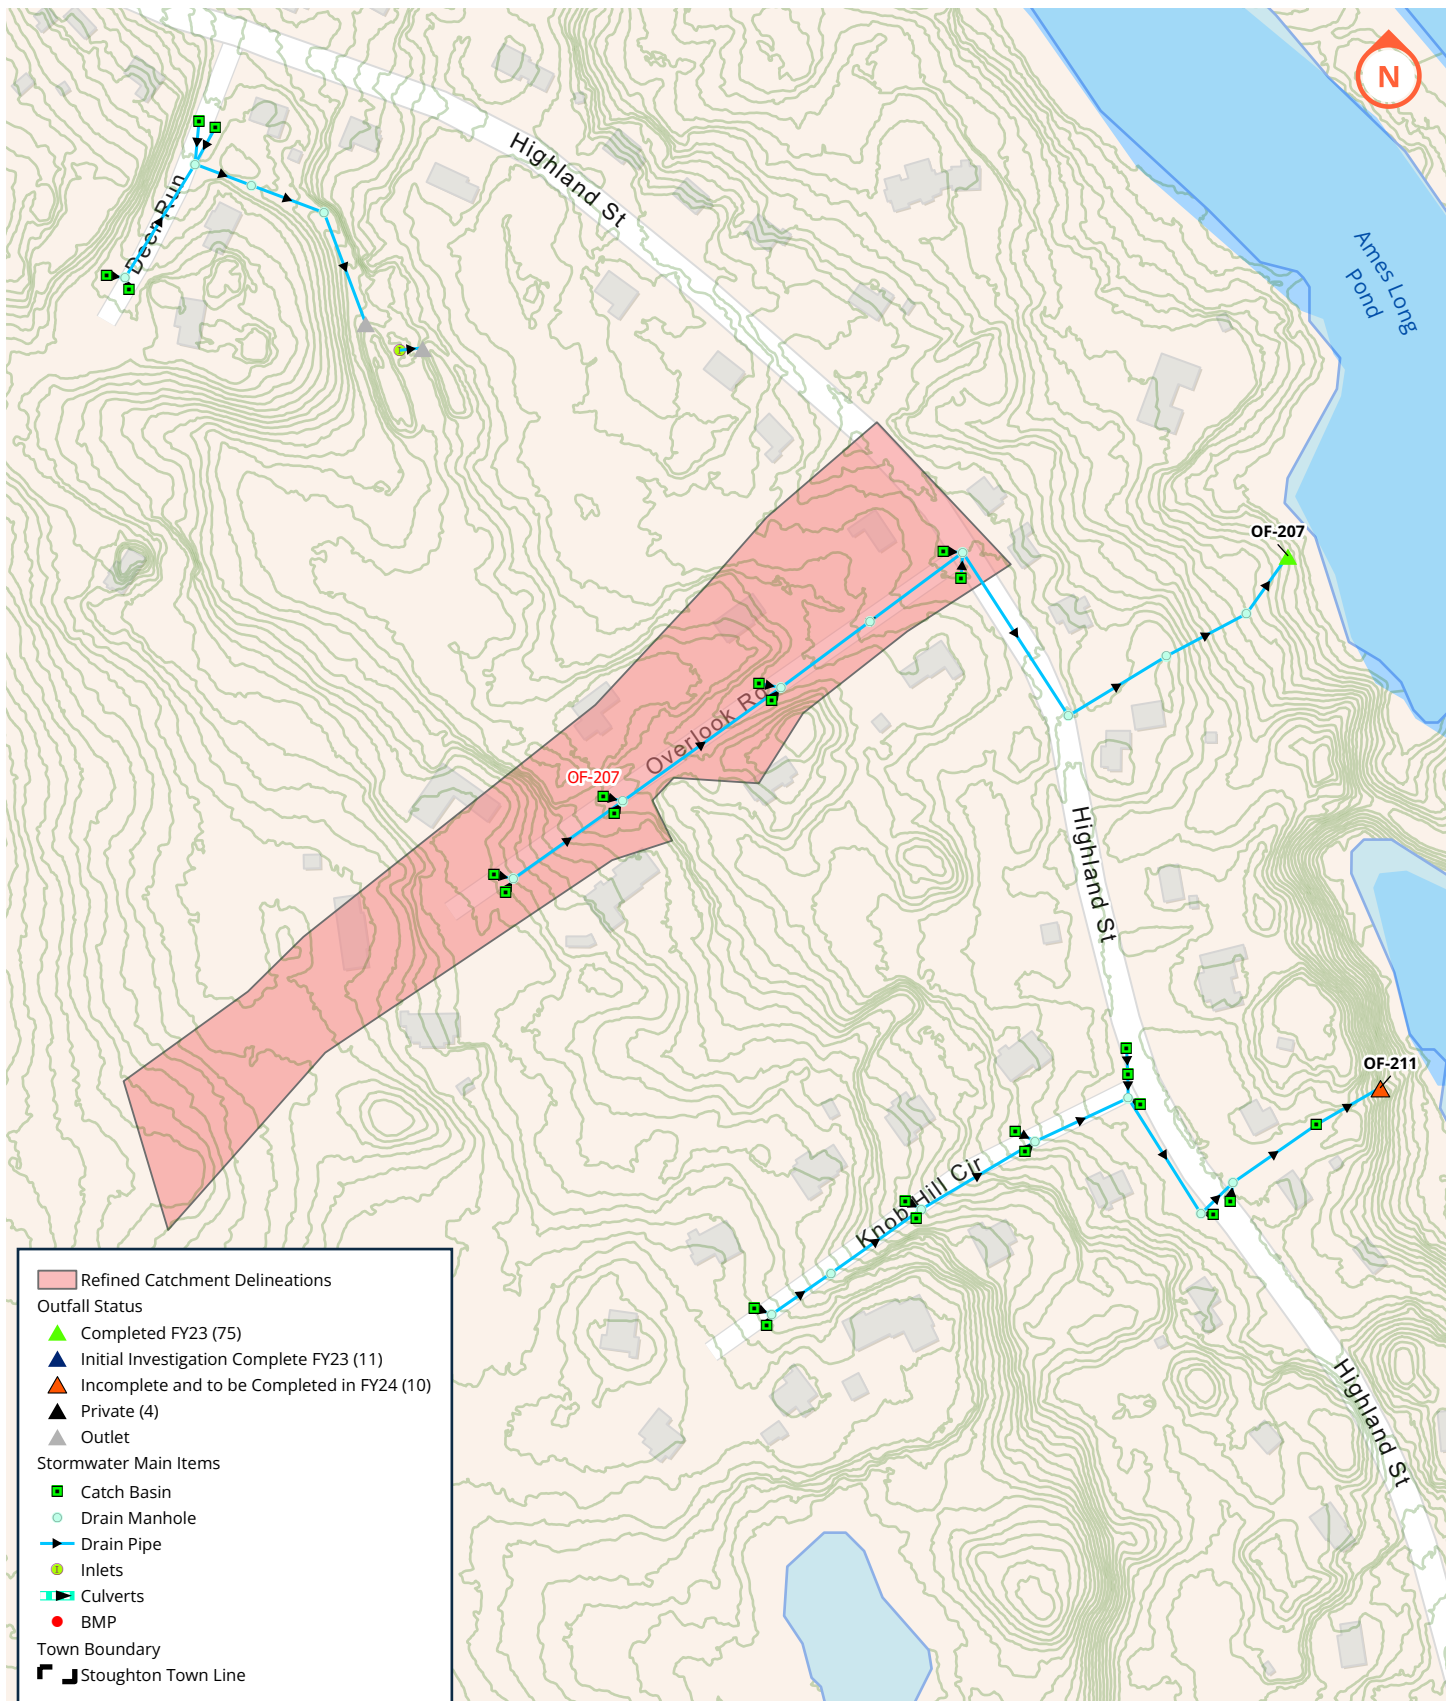 N
Highland St
Deer Run
Ames Long
Pond
OF-207
Overlook Rd
OF-207
Highland St
OF-211
Knob Hill Cir
Highland St
Refined Catchment Delineations
Outfall Status
Completed FY23 (75)
Initial Investigation Complete FY23 (11)
Incomplete and to be Completed in FY24 (10)
Private (4)
Outlet
Stormwater Main Items
Catch Basin
Drain Manhole
Drain Pipe
I Inlets
Culverts
BMP
Town Boundary
Stoughton Town Line